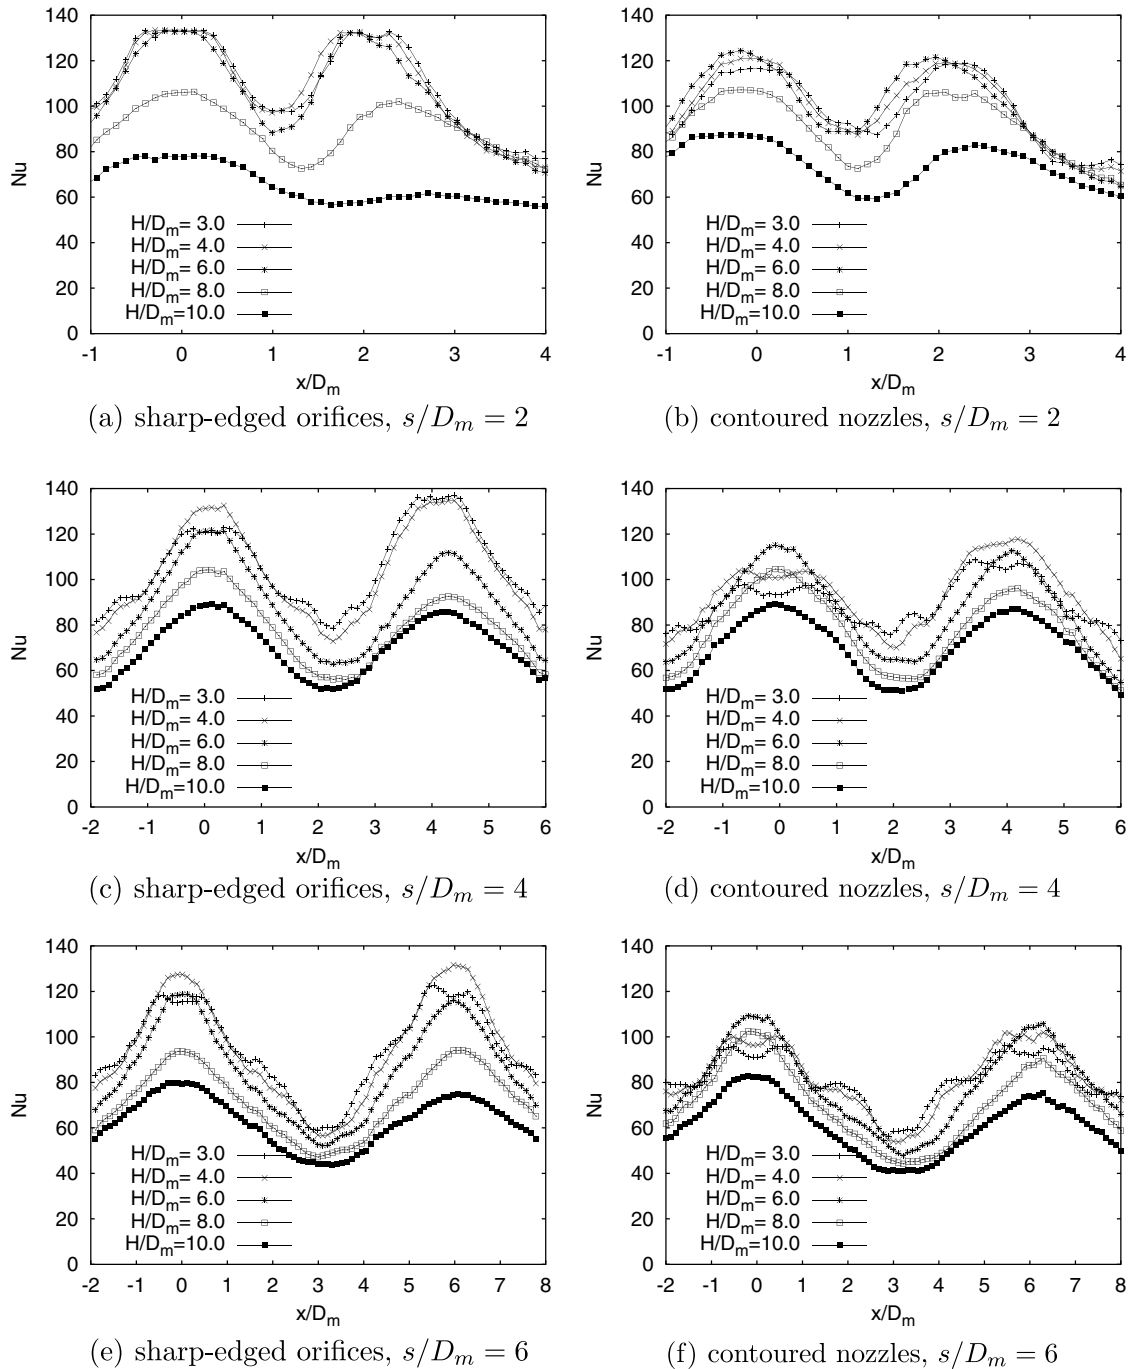 140
120
100
80
60
40
20
0
Nu
H/Dm= 3.0
H/Dm= 4.0
H/Dm= 6.0
H/Dm= 8.0
H/Dm=10.0
-1 0 1 2 3 4
x/Dm
(a) sharp-edged orifices, s/Dm = 2
140
120
100
80
60
40
20
0
Nu
H/Dm= 3.0
H/Dm= 4.0
H/Dm= 6.0
H/Dm= 8.0
H/Dm=10.0
-1 0 1 2 3 4
x/Dm
(b) contoured nozzles, s/Dm = 2
140
120
100
80
60
40
20
0
Nu
H/Dm= 3.0
H/Dm= 4.0
H/Dm= 6.0
H/Dm= 8.0
H/Dm=10.0
-2 -1 0 1 2 3 4 5 6
x/Dm
(c) sharp-edged orifices, s/Dm = 4
140
120
100
80
60
40
20
0
Nu
H/Dm= 3.0
H/Dm= 4.0
H/Dm= 6.0
H/Dm= 8.0
H/Dm=10.0
-2 -1 0 1 2 3 4 5 6
x/Dm
(d) contoured nozzles, s/Dm = 4
140
120
100
80
60
40
20
0
Nu
H/Dm= 3.0
H/Dm= 4.0
H/Dm= 6.0
H/Dm= 8.0
H/Dm=10.0
-2 -1 0 1 2 3 4 5 6 7 8
x/Dm
(e) sharp-edged orifices, s/Dm = 6
140
120
100
80
60
40
20
0
Nu
H/Dm= 3.0
H/Dm= 4.0
H/Dm= 6.0
H/Dm= 8.0
H/Dm=10.0
-2 -1 0 1 2 3 4 5 6 7 8
x/Dm
(f) contoured nozzles, s/Dm = 6